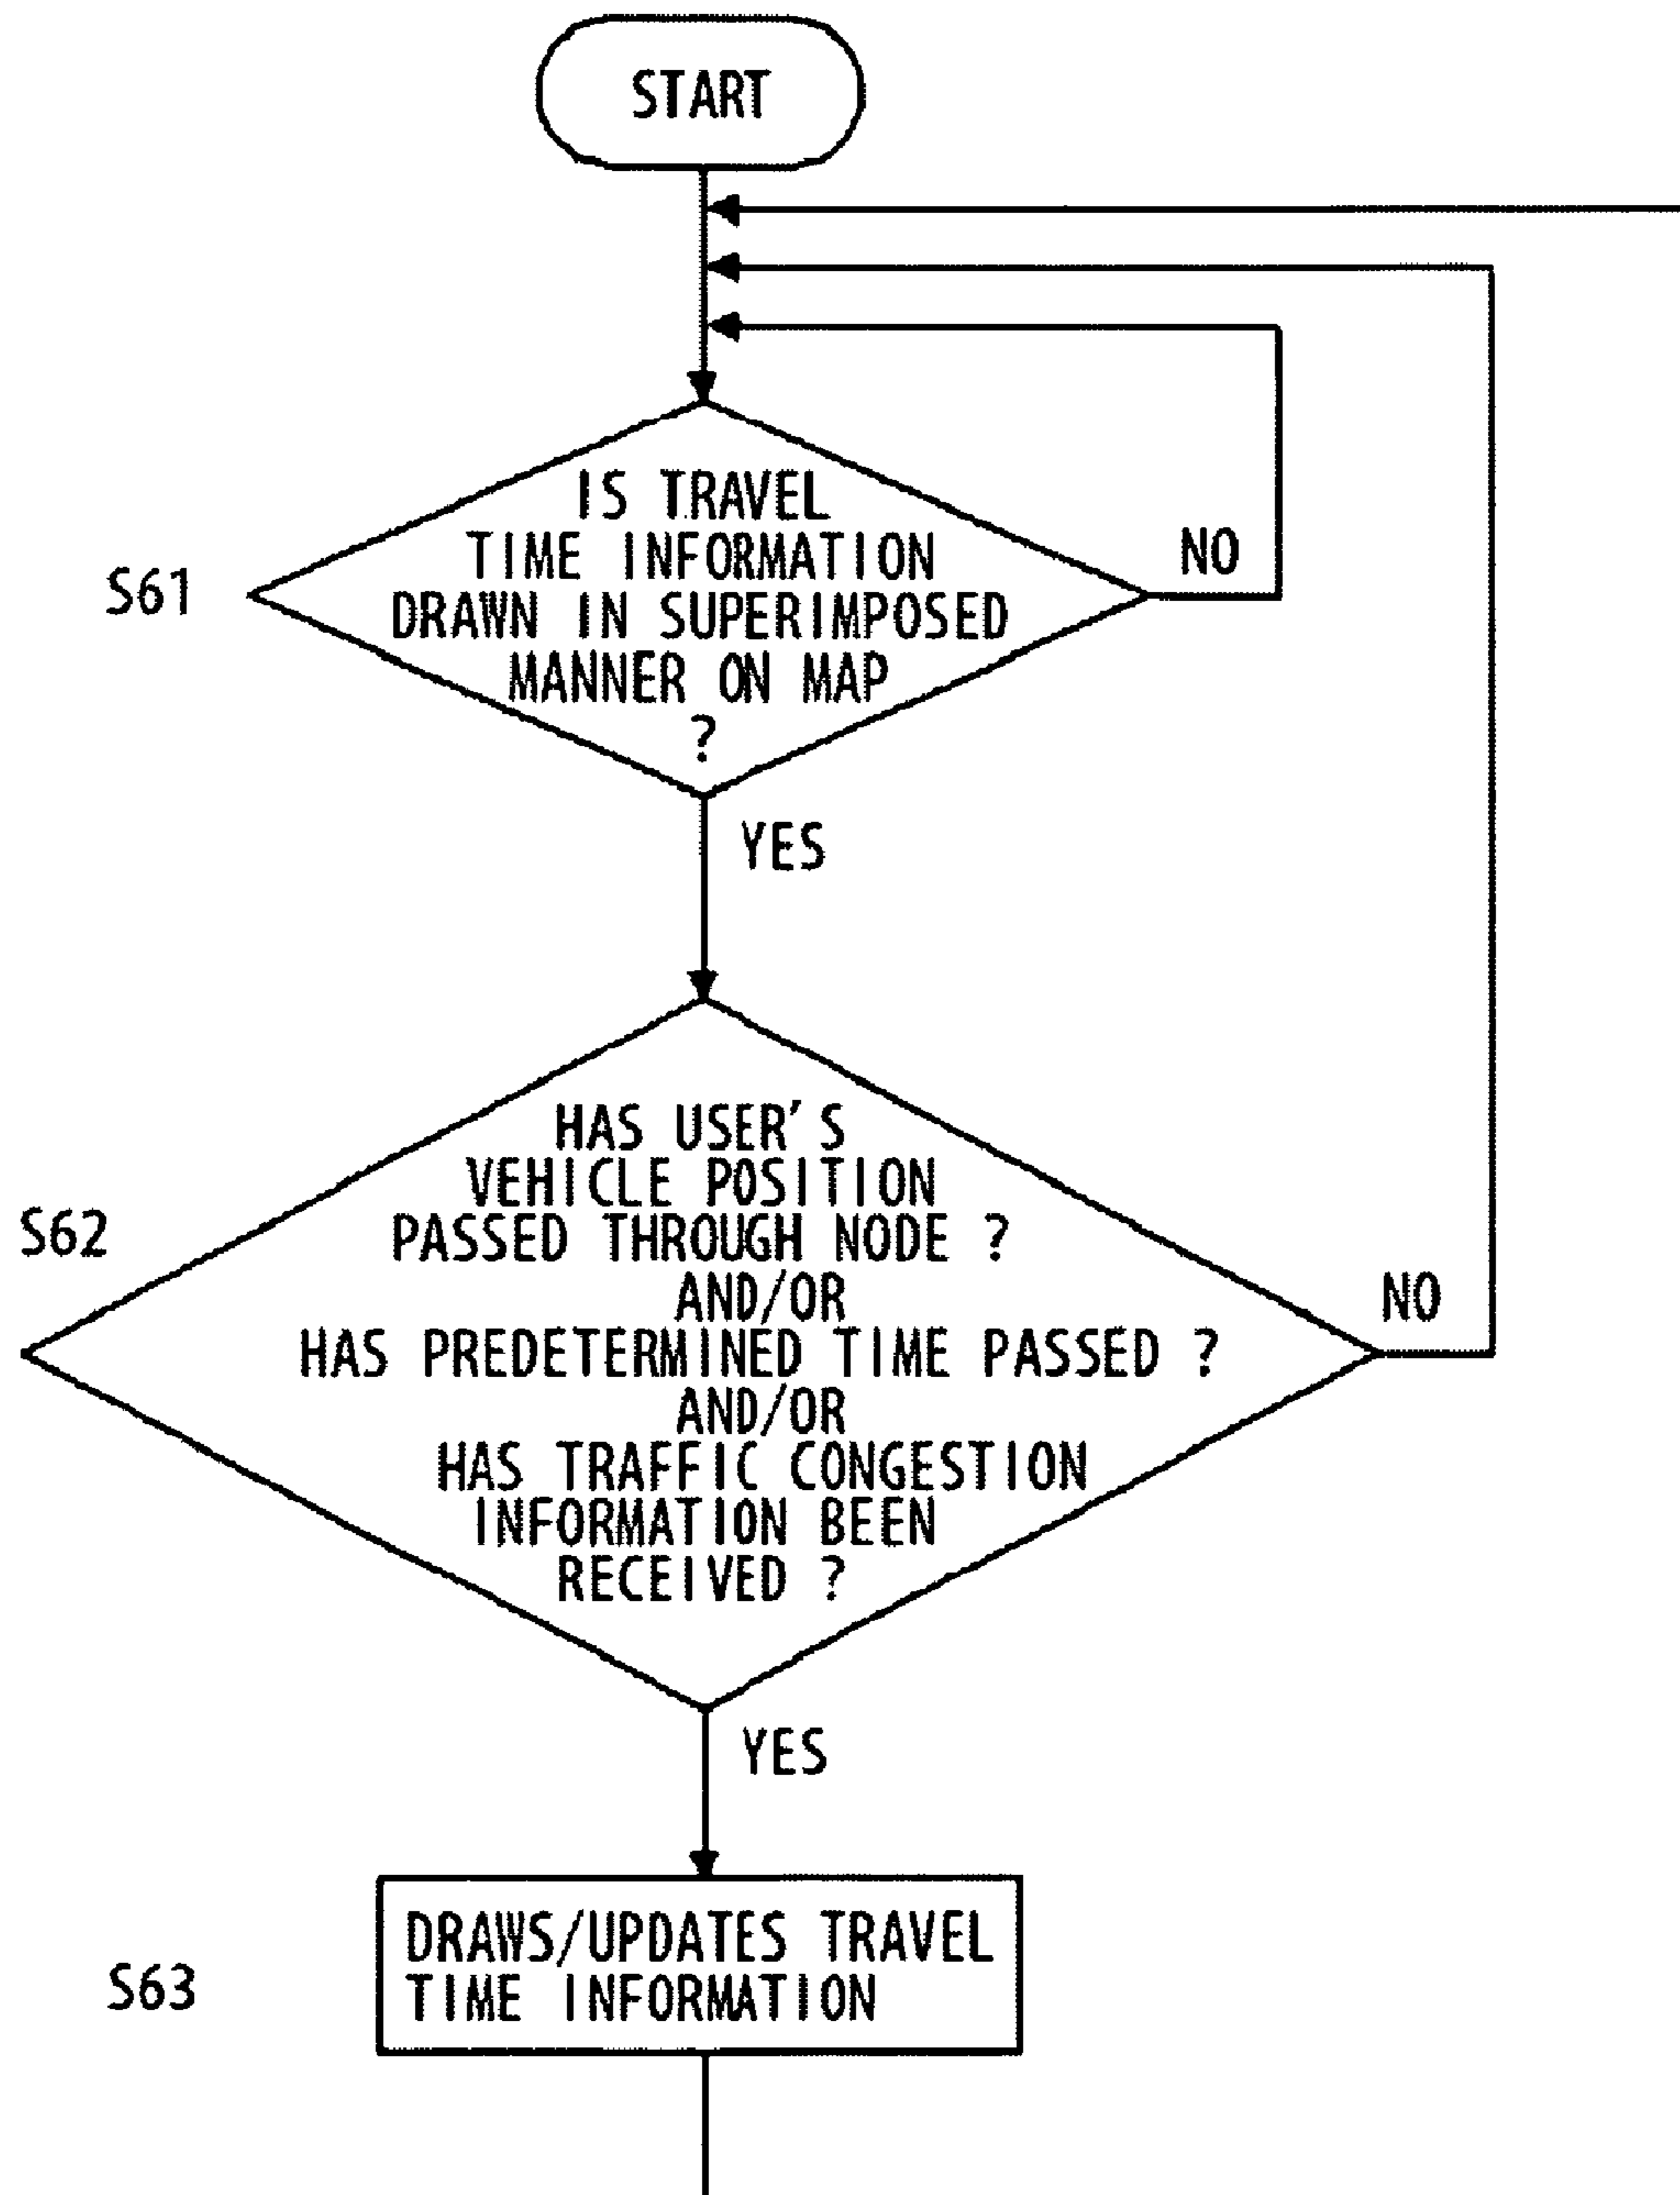 START
IS TRAVEL
TIME INFORMATION
DRAWN IN SUPERIMPOSED
MANNER ON MAP
?
NO
S61
YES
HAS USER'S
VEHICLE POSITION
PASSED THROUGH NODE ?
AND/OR
HAS PREDETERMINED TIME PASSED ?
AND/OR
HAS TRAFFIC CONGESTION
INFORMATION BEEN
RECEIVED ?
S62
NO
YES
DRAWS/UPDATES TRAVEL
TIME INFORMATION
S63